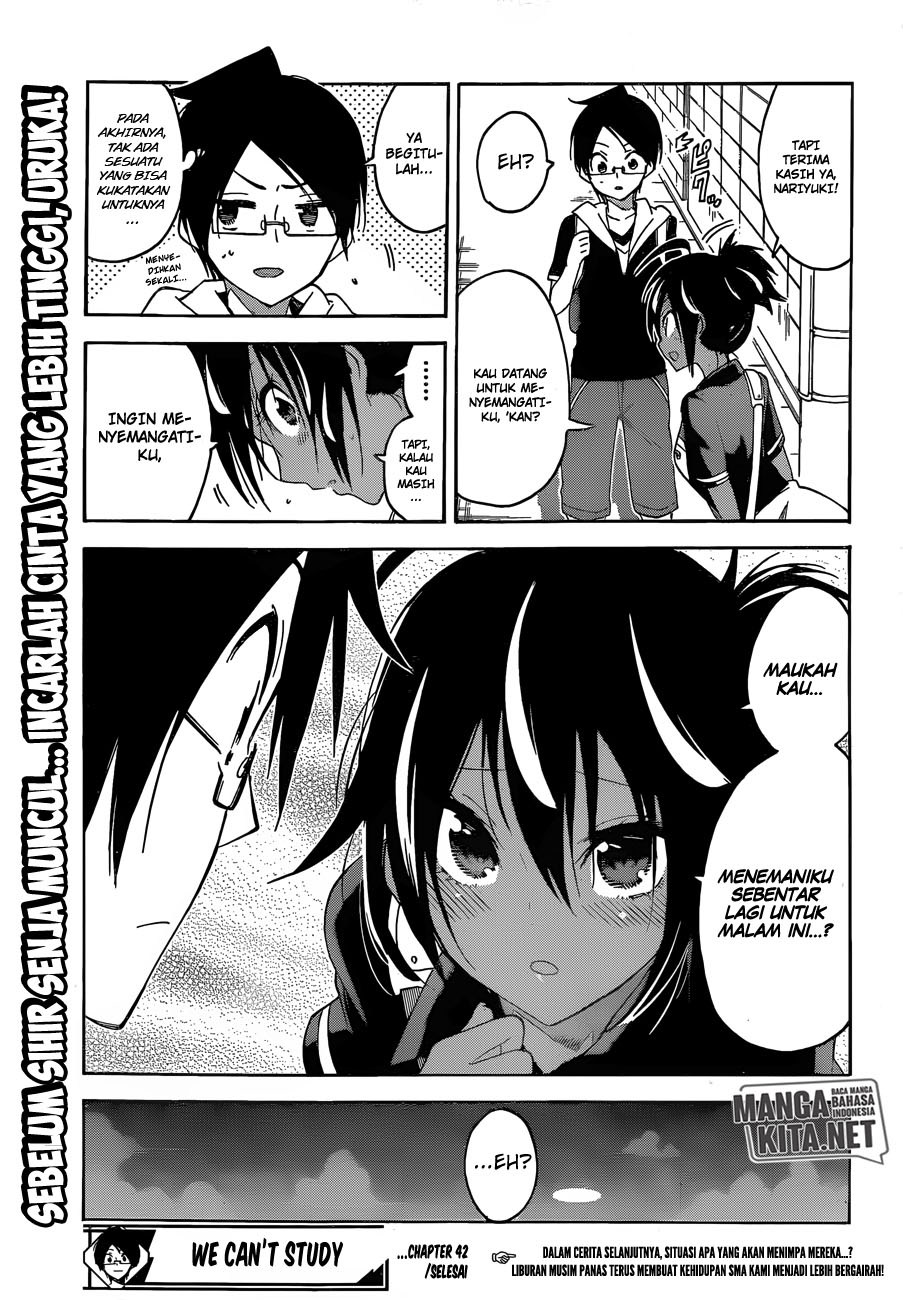 TAPI
TERIMA
KASIH YA,
NARIYUKI!
EH?
KAU DATANG
UNTUK ME-
NYEMANGATI-
KU, 'KAN?
YA
BEGITU-
LAH...
PADA
AKHIRNYA,
TAK ADA
SESUATU
YANG BISA
KUKATAKAN
UNTUKNYA
...
MENYE-
DIHKAN
SEKALI...
......
TAPI,
KALAU
KAU
MASIH
INGIN ME-
NYEMANGATI-
KU,
MAUKAH
KAU...
MENEMANIKU
SEBENTAR
LAGI UNTUK
MALAM INI...?
...EH?
SEBELUM SIHIR SENJA MUNCUL... INCARLAH CINTA YANG LEBIH TINGGI, URUKA!
MANGA
KITA.NET
BACA MANGA
BAHASA
INDONESIA
WE CAN'T STUDY
...CHAPTER 42
/SELESAI
☞ DALAM CERITA SELANJUTNYA, SITUASI APA YANG AKAN MENIMPA MEREKA...?
LIBURAN MUSIM PANAS TERUS MEMBUAT KEHIDUPAN SMA KAMI MENJADI LEBIH BERGAIRAH!